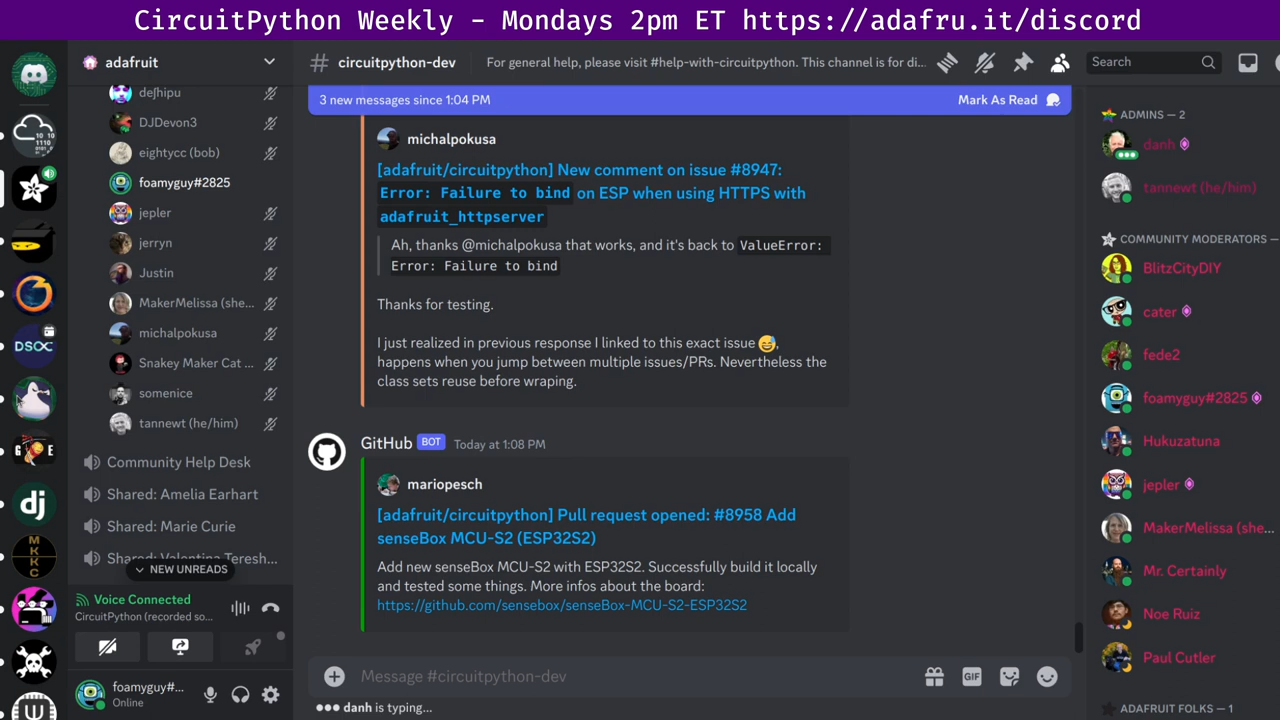 CircuitPython Weekly - Mondays 2pm ET https://adafru.it/discord
adafruit
deʃhipu
DJDevon3
eightycc (bob)
foamyguy#2825
jepler
jerryn
Justin
MakerMelissa (she...
michalpokusa
Snakey Maker Cat ...
somenice
tannewt (he/him)
Community Help Desk
Shared: Amelia Earhart
Shared: Marie Curie
Shared: Valentina Teresh...
NEW UNREADS
Voice Connected
CircuitPython (recorded so...
foamyguy#...
Online
circuitpython-dev
For general help, please visit #help-with-circuitpython. This channel is for di...
Search
3 new messages since 1:04 PM
Mark As Read
michalpokusa
[adafruit/circuitpython] New comment on issue #8947:
Error: Failure to bind on ESP when using HTTPS with
adafruit_httpserver
Ah, thanks @michalpokusa that works, and it's back to ValueError:
Error: Failure to bind
Thanks for testing.
I just realized in previous response I linked to this exact issue 😅,
happens when you jump between multiple issues/PRs. Nevertheless the
class sets reuse before wraping.
GitHub BOT Today at 1:08 PM
mariopesch
[adafruit/circuitpython] Pull request opened: #8958 Add
senseBox MCU-S2 (ESP32S2)
Add new senseBox MCU-S2 with ESP32S2. Successfully build it locally
and tested some things. More infos about the board:
https://github.com/sensebox/senseBox-MCU-S2-ESP32S2
Message #circuitpython-dev
GIF
danh is typing...
ADMINS — 2
danh
tannewt (he/him)
COMMUNITY MODERATORS —
BlitzCityDIY
cater
fede2
foamyguy#2825
Hukuzatuna
jepler
MakerMelissa (she...
Mr. Certainly
Noe Ruiz
Paul Cutler
ADAFRUIT FOLKS — 1